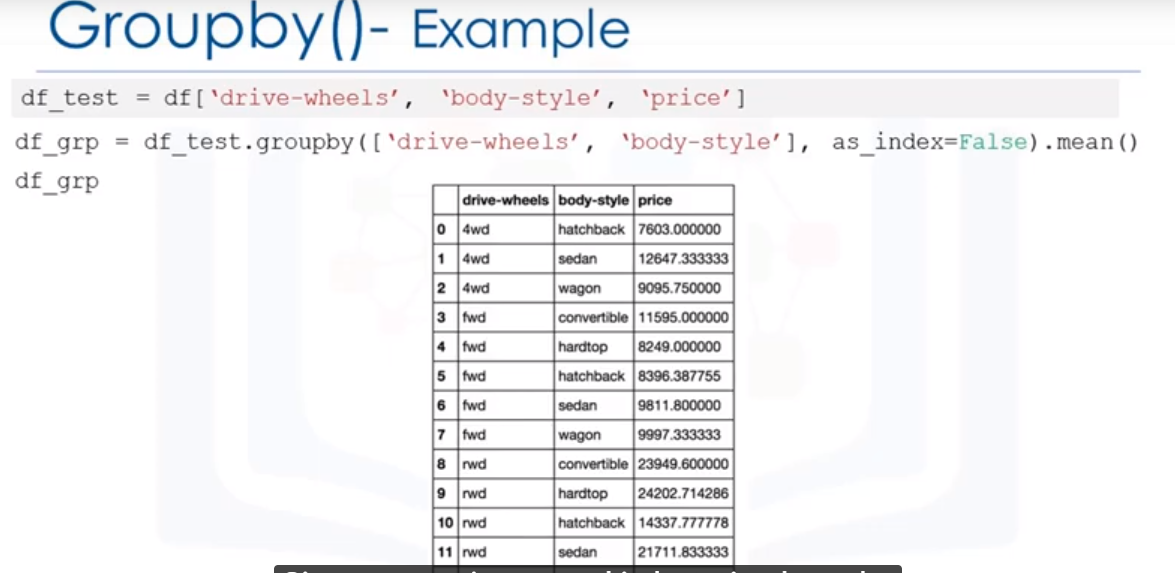 Groupby()- Example
df_test = df[‘drive-wheels’, ‘body-style’, ‘price’]
df_grp = df_test.groupby([‘drive-wheels’, ‘body-style’], as_index=False).mean()
df_grp
drive-wheels body-style price
0 4wd hatchback 7603.000000
1 4wd sedan 12647.333333
2 4wd wagon 9095.750000
3 fwd convertible 11595.000000
4 fwd hardtop 8249.000000
5 fwd hatchback 8396.387755
6 fwd sedan 9811.800000
7 fwd wagon 9997.333333
8 rwd convertible 23949.600000
9 rwd hardtop 24202.714286
10 rwd hatchback 14337.777778
11 rwd sedan 21711.833333